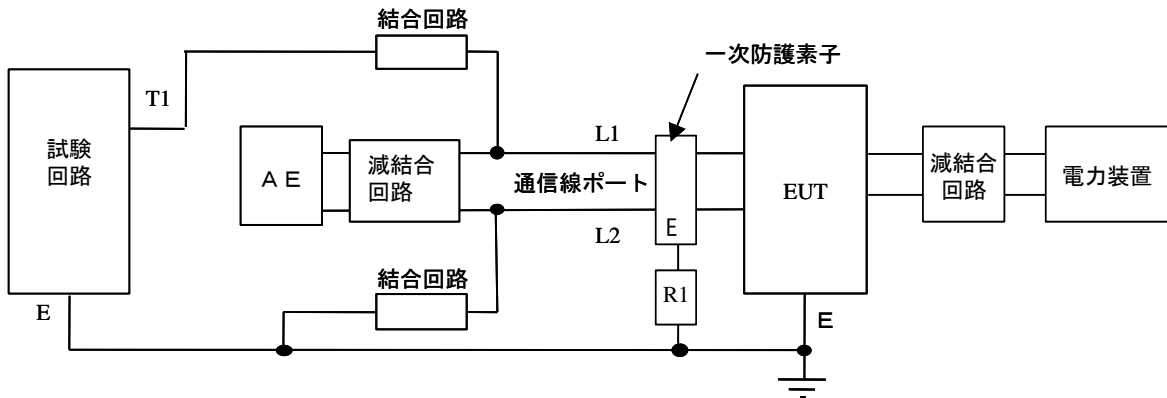 結合回路
一次防護素子
T1
試験
回路
ＡＥ
減結合
回路
L1
通信線ポート
L2
E
EUT
減結合
回路
電力装置
結合回路
R1
E
E